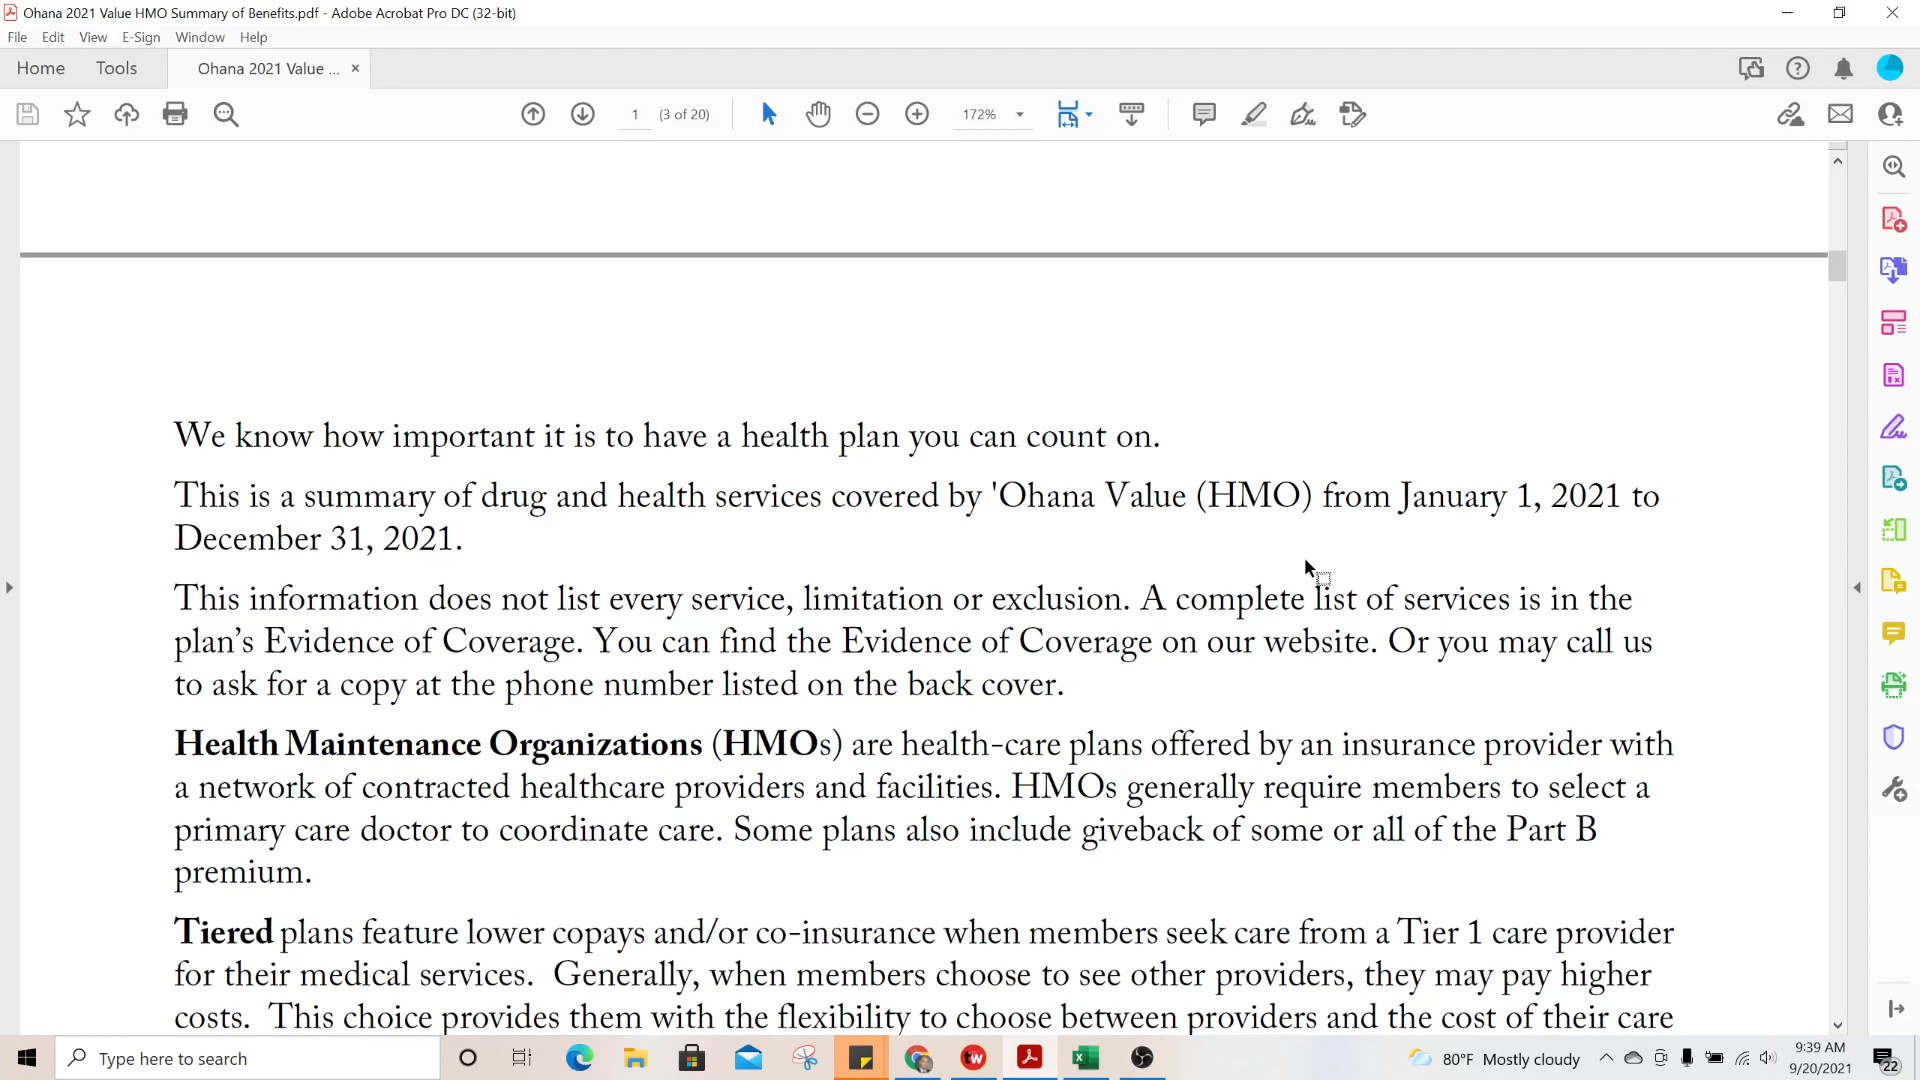 Ohana 2021 Value HMO Summary of Benefits.pdf - Adobe Acrobat Pro DC (32-bit)
File Edit View E-Sign Window Help
Home Tools Ohana 2021 Value ... ×
1 (3 of 20) 172%
We know how important it is to have a health plan you can count on.
This is a summary of drug and health services covered by 'Ohana Value (HMO) from January 1, 2021 to
December 31, 2021.
This information does not list every service, limitation or exclusion. A complete list of services is in the
plan’s Evidence of Coverage. You can find the Evidence of Coverage on our website. Or you may call us
to ask for a copy at the phone number listed on the back cover.
Health Maintenance Organizations (HMOs) are health-care plans offered by an insurance provider with
a network of contracted healthcare providers and facilities. HMOs generally require members to select a
primary care doctor to coordinate care. Some plans also include giveback of some or all of the Part B
premium.
Tiered plans feature lower copays and/or co-insurance when members seek care from a Tier 1 care provider
for their medical services. Generally, when members choose to see other providers, they may pay higher
costs. This choice provides them with the flexibility to choose between providers and the cost of their care
Type here to search
tw
80°F Mostly cloudy
9:39 AM
9/20/2021
22